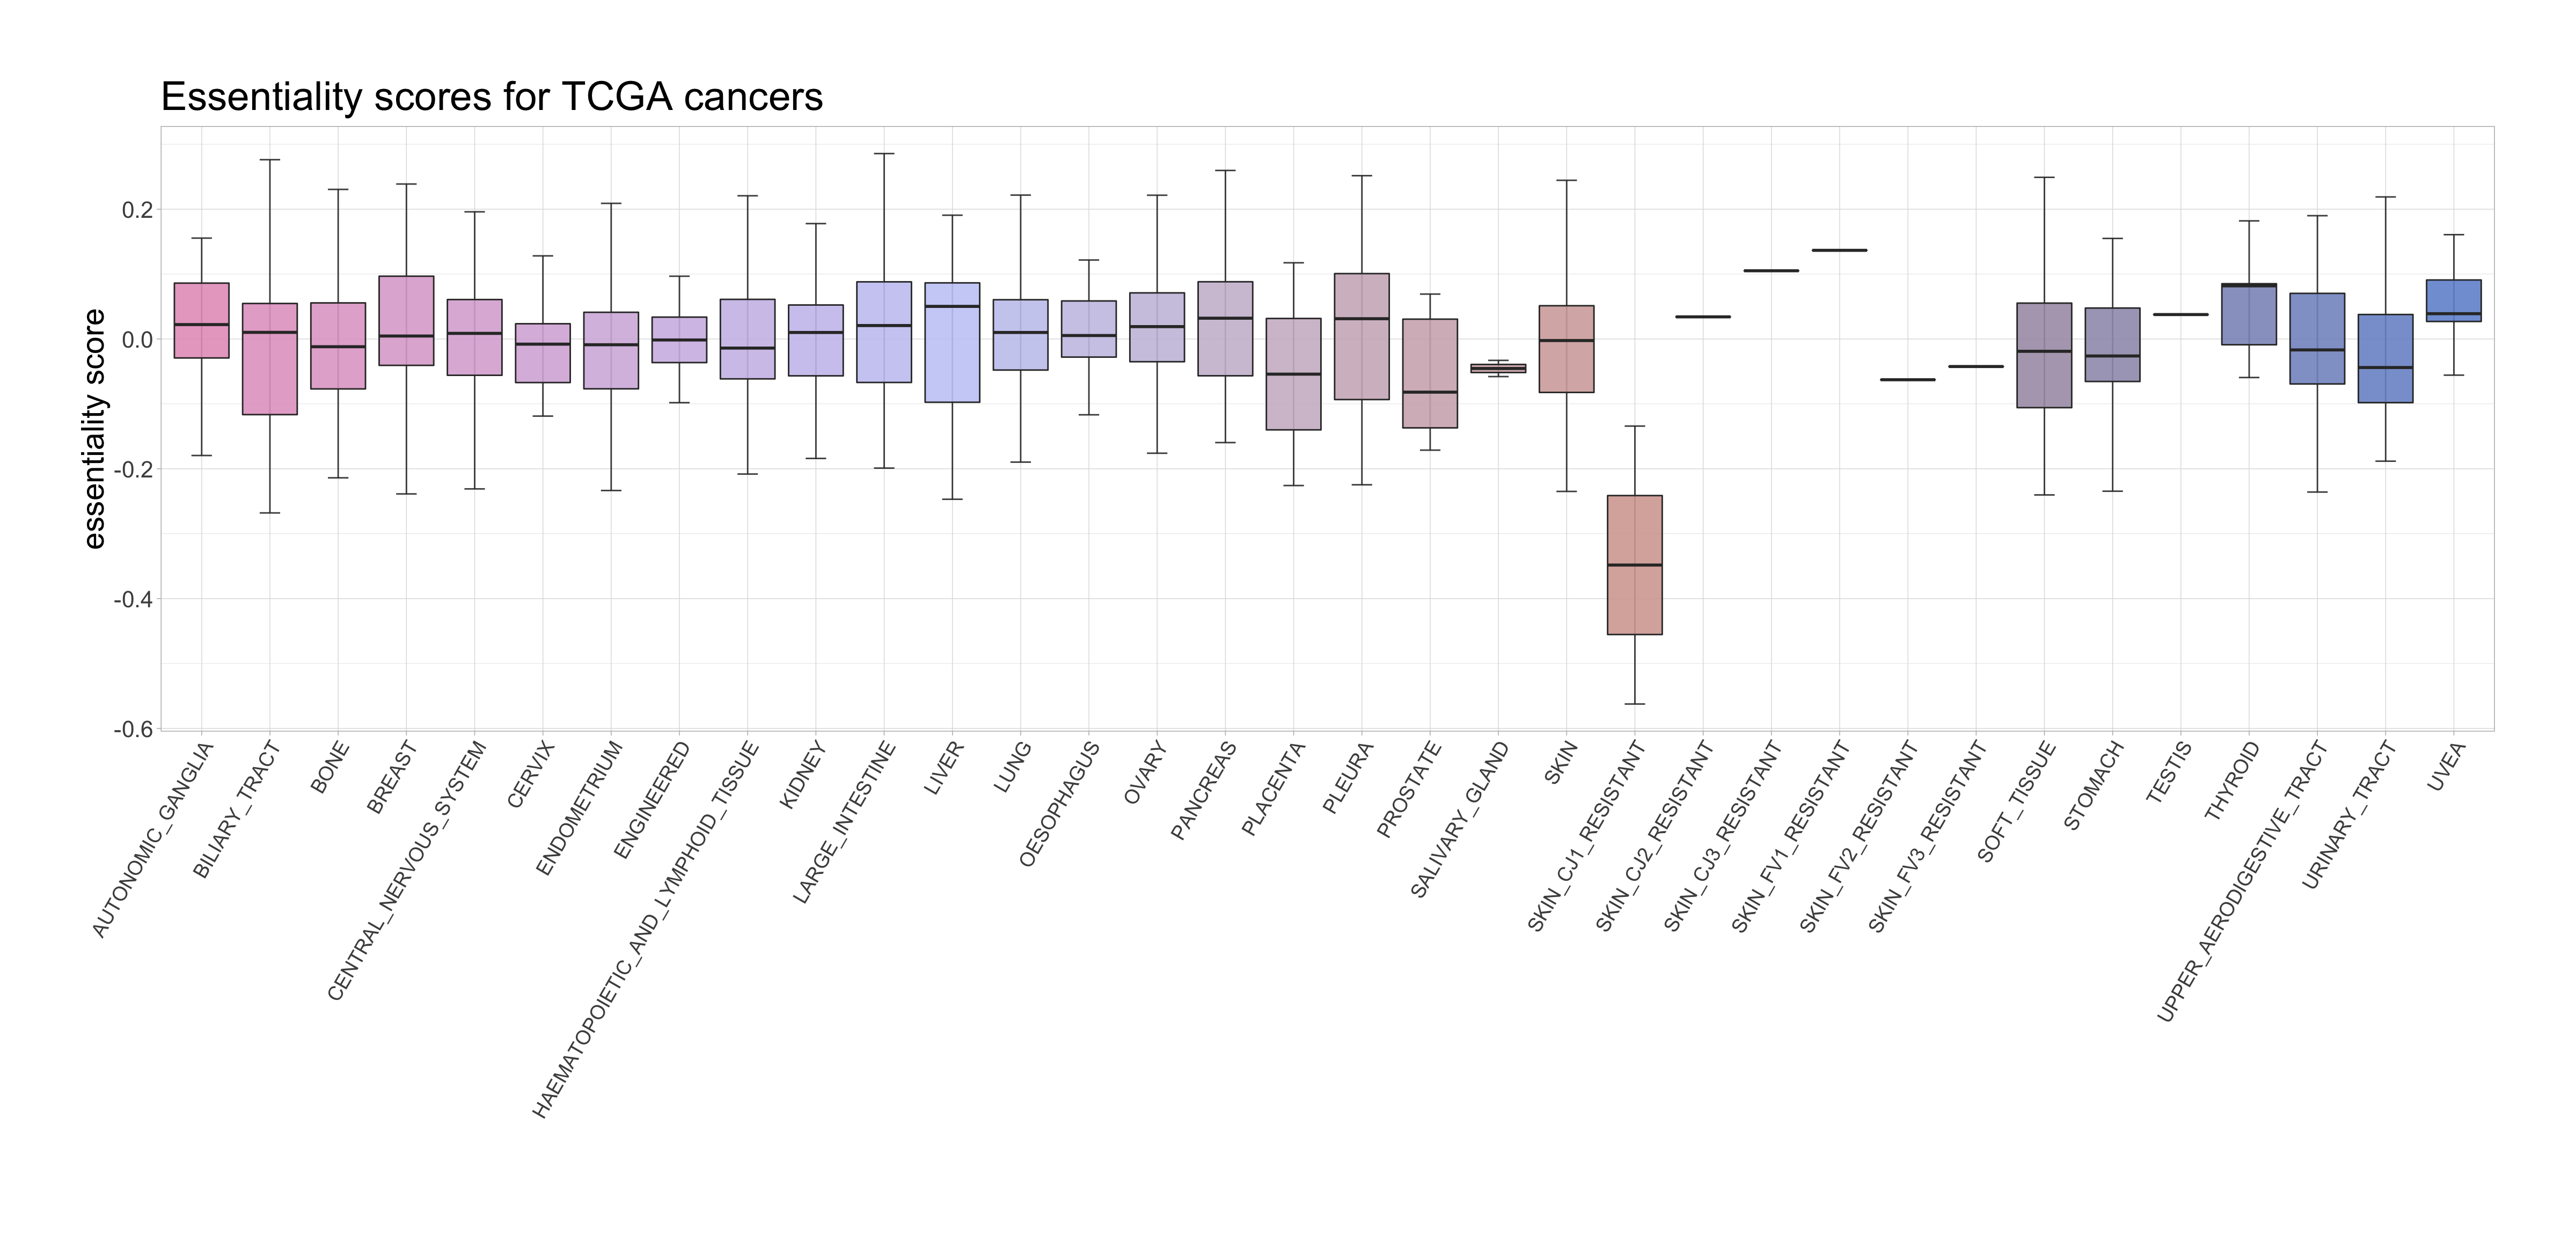 Essentiality scores for TCGA cancers
essentiality score
0.2
0.0
-0.2
-0.4
-0.6
AUTONOMIC_GANGLIA
BILIARY_TRACT
BONE
BREAST
CENTRAL_NERVOUS_SYSTEM
CERVIX
ENDOMETRIUM
ENGINEERED
HAEMATOPOIETIC_AND_LYMPHOID_TISSUE
KIDNEY
LARGE_INTESTINE
LIVER
LUNG
OESOPHAGUS
OVARY
PANCREAS
PLACENTA
PLEURA
PROSTATE
SALIVARY_GLAND
SKIN
SKIN_CJ1_RESISTANT
SKIN_CJ2_RESISTANT
SKIN_CJ3_RESISTANT
SKIN_FV1_RESISTANT
SKIN_FV2_RESISTANT
SKIN_FV3_RESISTANT
SOFT_TISSUE
STOMACH
TESTIS
THYROID
UPPER_AERODIGESTIVE_TRACT
URINARY_TRACT
UVEA